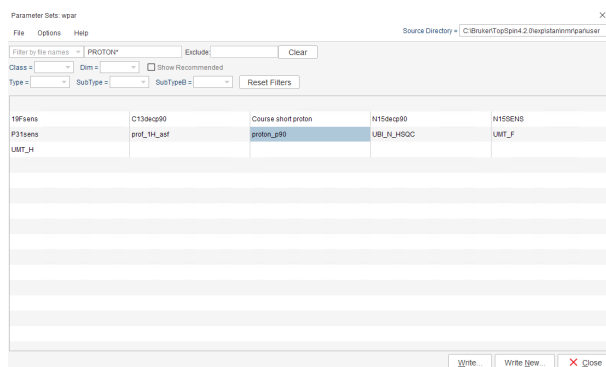 Parameter Sets: wpar
File Options Help Source Directory = C:\Bruker\TopSpin4.2.0\exp\stan\nmr\par\user
Filter by file names PROTON* Exclude: Clear
Class = Dim = Show Recommended
Type = SubType = SubTypeB = Reset Filters
19Fsens C13decp90 Course short proton N15decp90 N15SENS
P31sens prof_1H_asf proton_p90 UBI_N_HSQC UMT_F
UMT_H
Write... Write New... Close